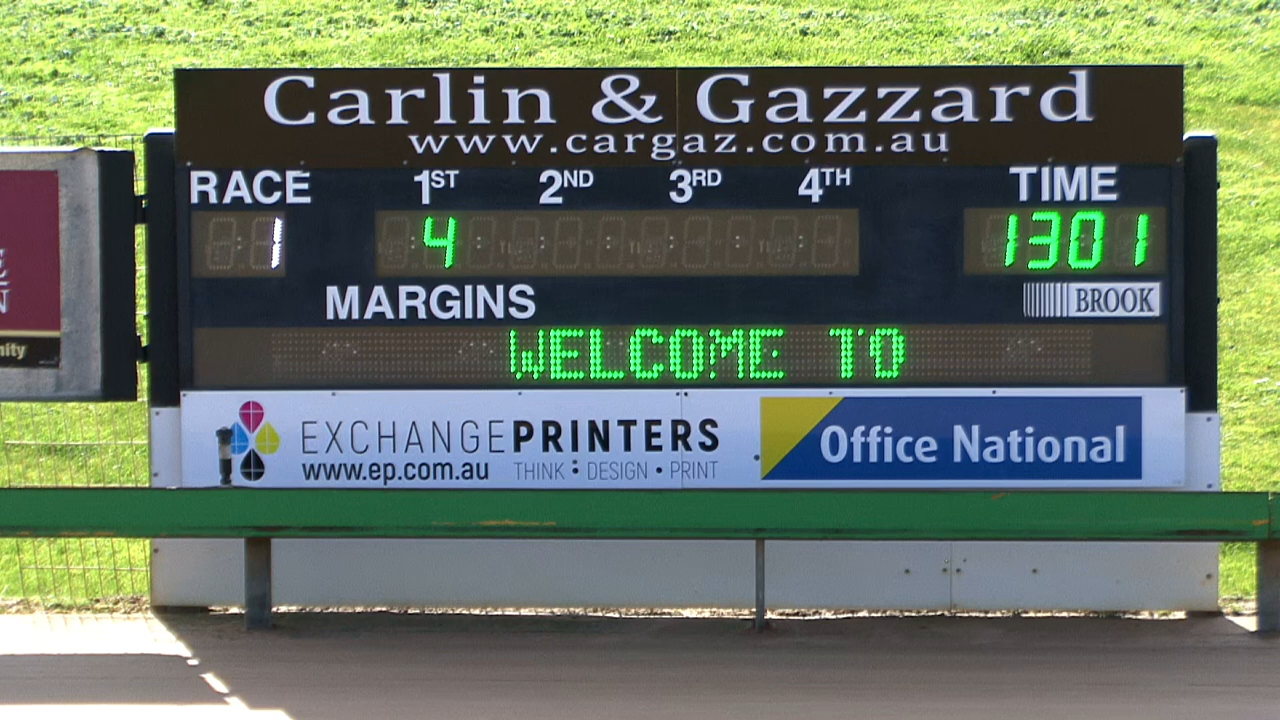 Carlin & Gazzard
www.cargaz.com.au
RACE 1ST 2ND 3RD 4TH TIME
1 4 1301
MARGINS BROOK
WELCOME TO
EXCHANGEPRINTERS
www.ep.com.au THINK : DESIGN • PRINT
Office National
nity